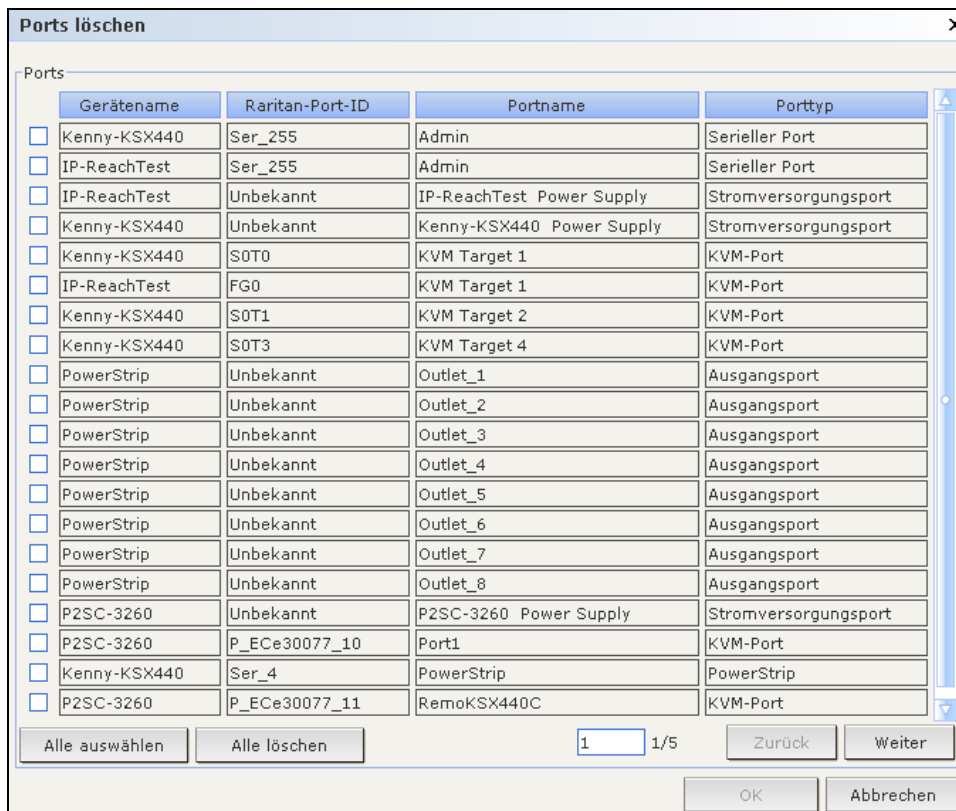 Ports löschen
Ports
Gerätename Raritan-Port-ID Portname Porttyp
Kenny-KSX440 Ser_255 Admin Serieller Port
IP-ReachTest Ser_255 Admin Serieller Port
IP-ReachTest Unbekannt IP-ReachTest Power Supply Stromversorgungsport
Kenny-KSX440 Unbekannt Kenny-KSX440 Power Supply Stromversorgungsport
Kenny-KSX440 S0T0 KVM Target 1 KVM-Port
IP-ReachTest FG0 KVM Target 1 KVM-Port
Kenny-KSX440 S0T1 KVM Target 2 KVM-Port
Kenny-KSX440 S0T3 KVM Target 4 KVM-Port
PowerStrip Unbekannt Outlet_1 Ausgangsport
PowerStrip Unbekannt Outlet_2 Ausgangsport
PowerStrip Unbekannt Outlet_3 Ausgangsport
PowerStrip Unbekannt Outlet_4 Ausgangsport
PowerStrip Unbekannt Outlet_5 Ausgangsport
PowerStrip Unbekannt Outlet_6 Ausgangsport
PowerStrip Unbekannt Outlet_7 Ausgangsport
PowerStrip Unbekannt Outlet_8 Ausgangsport
P2SC-3260 Unbekannt P2SC-3260 Power Supply Stromversorgungsport
P2SC-3260 P_ECe30077_10 Port1 KVM-Port
Kenny-KSX440 Ser_4 PowerStrip PowerStrip
P2SC-3260 P_ECe30077_11 RemoKSX440C KVM-Port
Alle auswählen Alle löschen 1 1/5 Zurück Weiter
OK Abbrechen